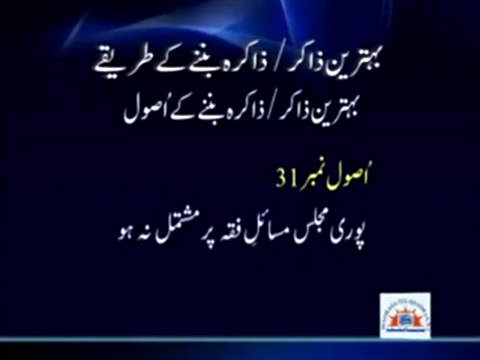 بہترین ذاکر/ ذاکرہ بننے کے طریقے
بہترین ذاکر/ذاکرہ بننے کے اُصول
اُصول نمبر 31
پوری مجلس مسائلِ فقہ پر مشتمل نہ ہو